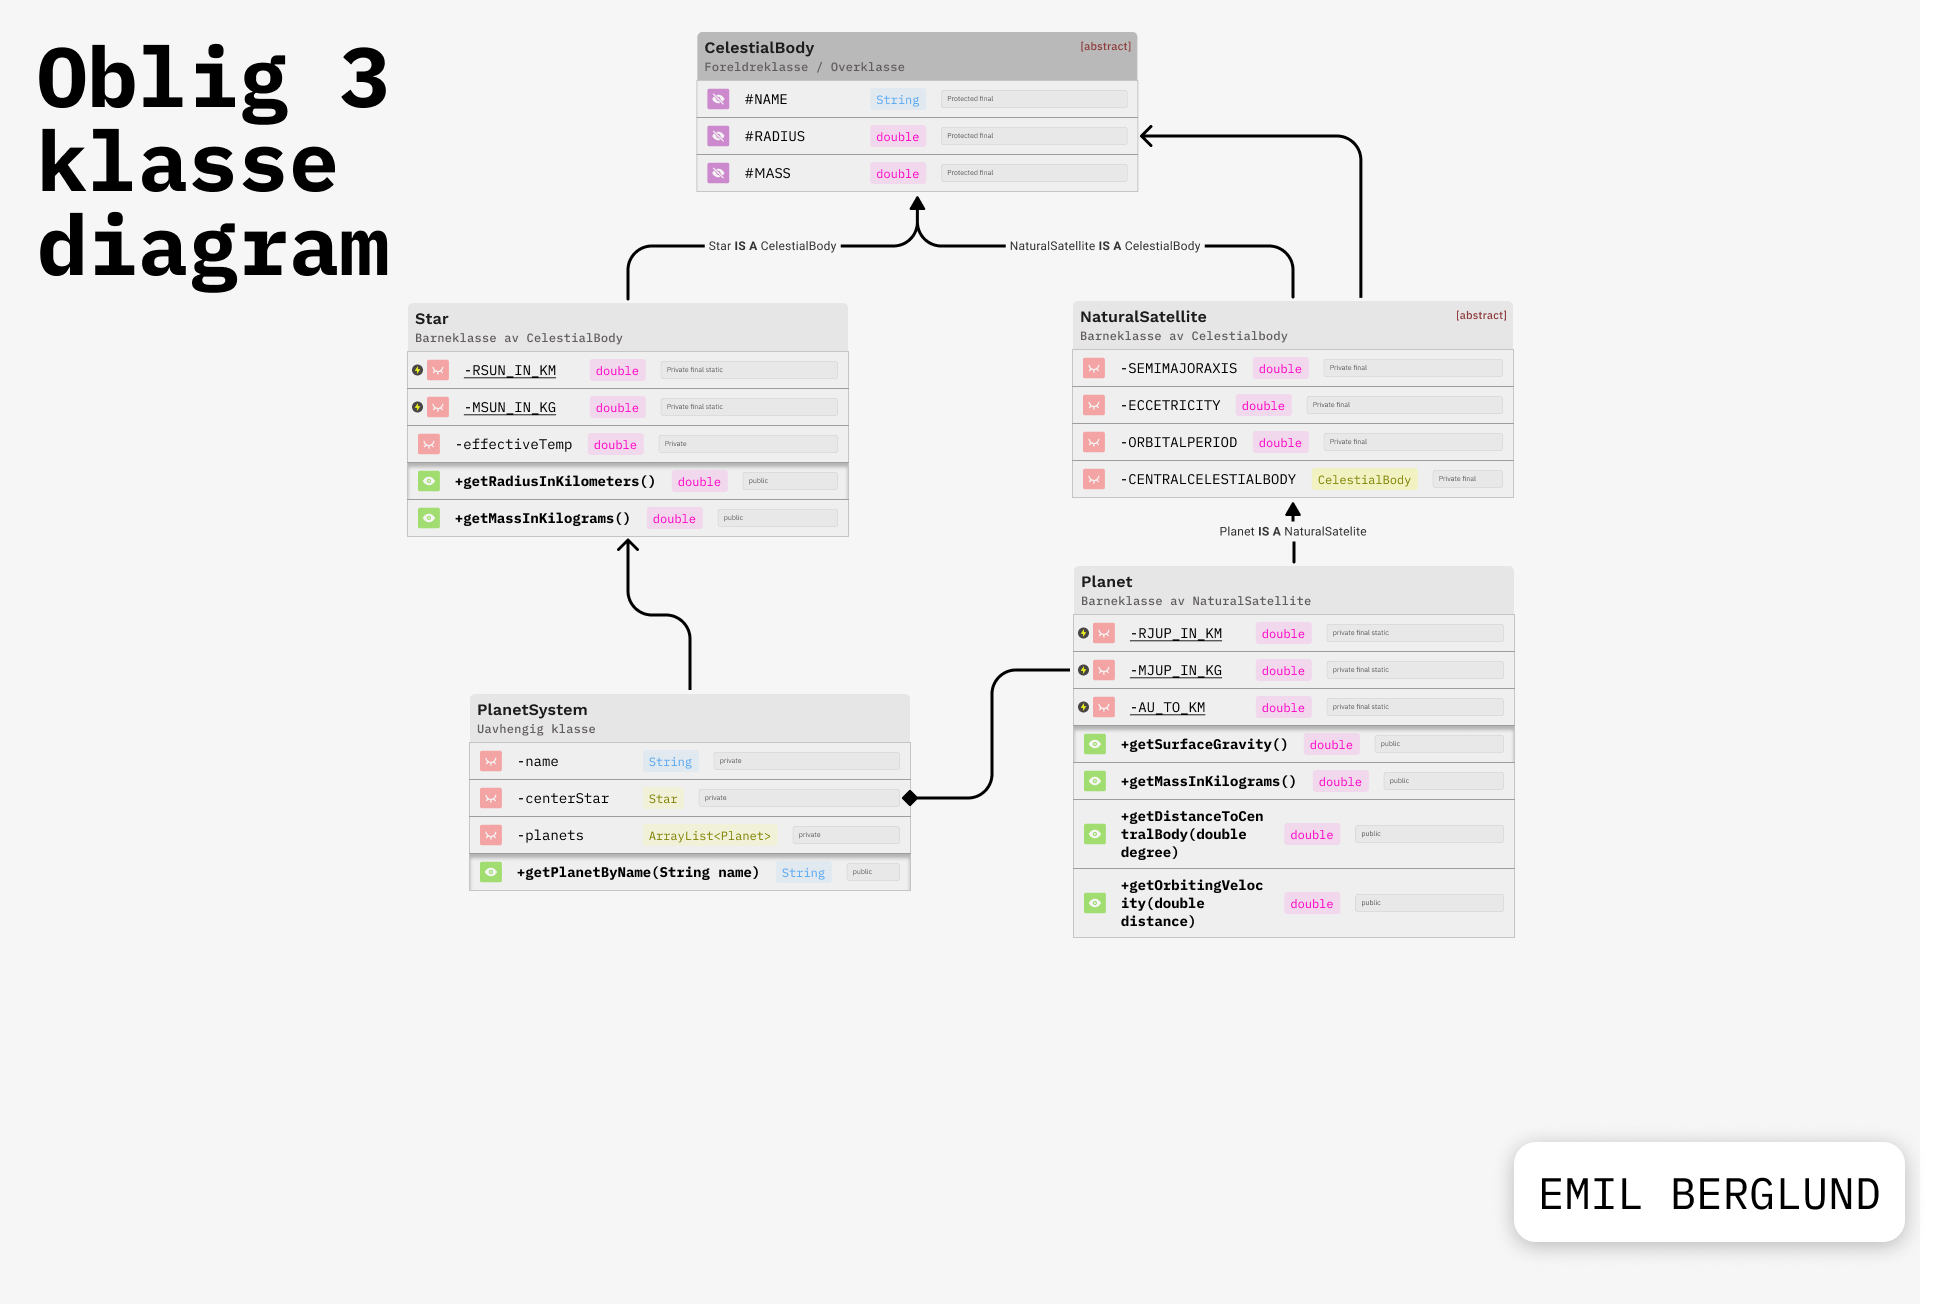 Oblig 3
klasse
diagram
CelestialBody [abstract]
Foreldreklasse / Overklasse
#NAME String Protected final
#RADIUS double Protected final
#MASS double Protected final
Star IS A CelestialBody
NaturalSatellite IS A CelestialBody
Star
Barneklasse av CelestialBody
-RSUN_IN_KM double Private final static
-MSUN_IN_KG double Private final static
-effectiveTemp double Private
+getRadiusInKilometers() double public
+getMassInKilograms() double public
NaturalSatellite [abstract]
Barneklasse av Celestialbody
-SEMIMAJORAXIS double Private final
-ECCETRICITY double Private final
-ORBITALPERIOD double Private final
-CENTRALCELESTIALBODY CelestialBody Private final
Planet IS A NaturalSatelite
Planet
Barneklasse av NaturalSatellite
-RJUP_IN_KM double private final static
-MJUP_IN_KG double private final static
-AU_TO_KM double private final static
+getSurfaceGravity() double public
+getMassInKilograms() double public
+getDistanceToCen
tralBody(double double public
degree)
+getOrbitingVeloc
ity(double double public
distance)
PlanetSystem
Uavhengig klasse
-name String private
-centerStar Star private
-planets ArrayList<Planet> private
+getPlanetByName(String name) String public
EMIL BERGLUND